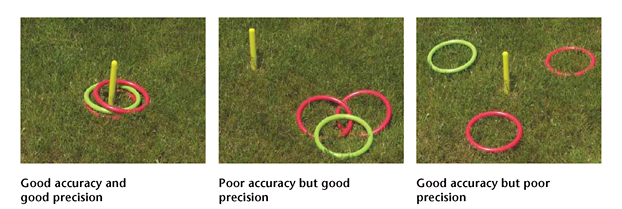 Good accuracy and
good precision
Poor accuracy but good
precision
Good accuracy but poor
precision